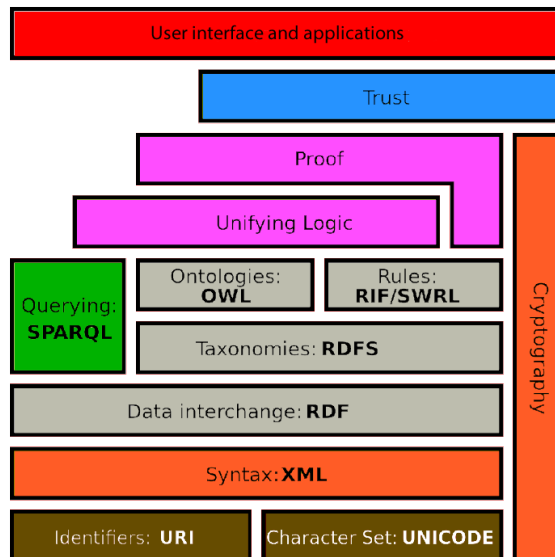 User interface and applications
Trust
Proof
Unifying Logic
Ontologies:
OWL
Rules:
RIF/SWRL
Querying:
SPARQL
Taxonomies: RDFS
Cryptography
Data interchange: RDF
Syntax: XML
Identifiers: URI
Character Set: UNICODE